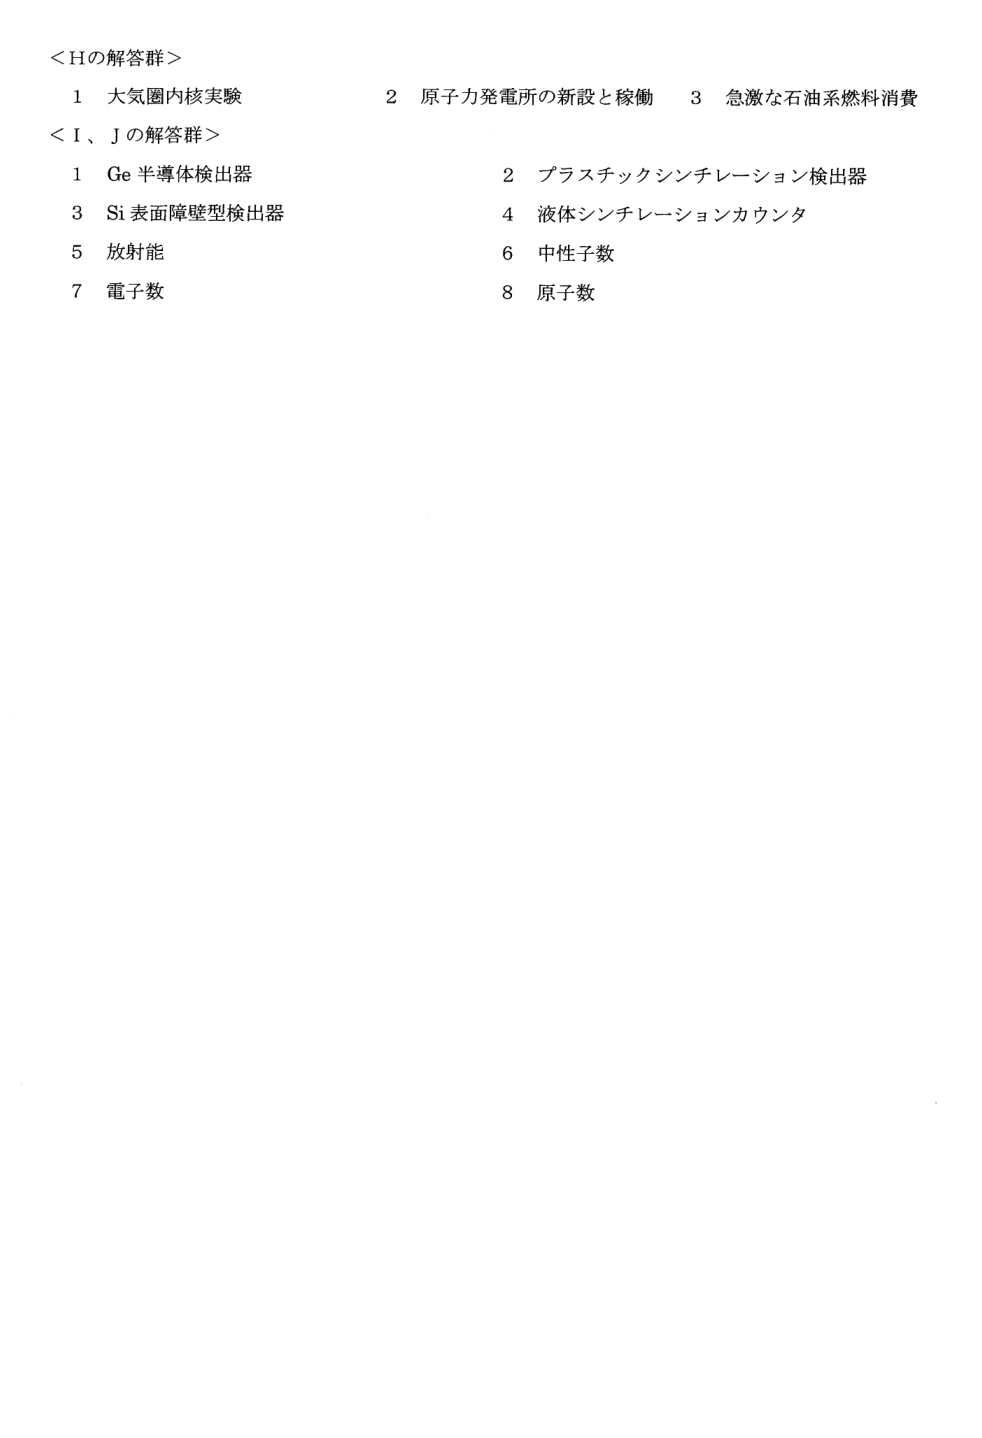 ＜Hの解答群＞
1 大気圏内核実験 2 原子力発電所の新設と稼働 3 急激な石油系燃料消費
＜I、Jの解答群＞
1 Ge 半導体検出器 2 プラスチックシンチレーション検出器
3 Si 表面障壁型検出器 4 液体シンチレーションカウンタ
5 放射能 6 中性子数
7 電子数 8 原子数